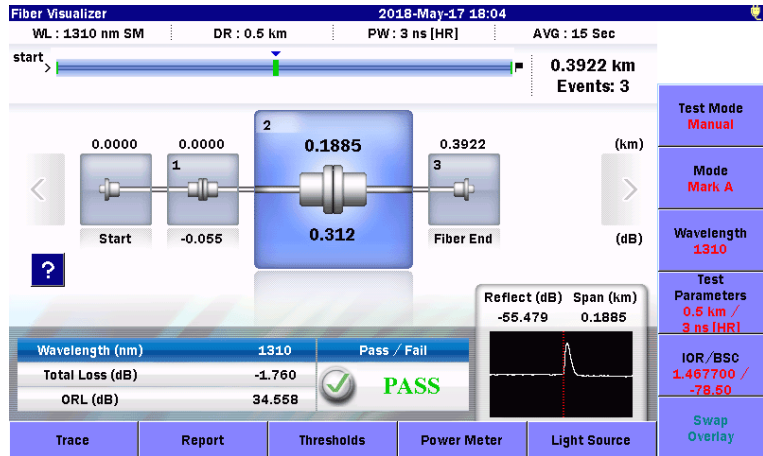 Fiber Visualizer 2018-May-17 18:04
WL : 1310 nm SM DR : 0.5 km PW : 3 ns [HR] AVG : 15 Sec
start
0.3922 km
Events: 3
0.0000 0.0000 2 0.1885 0.3922 (km)
1 3
Start -0.055 0.312 Fiber End (dB)
?
Reflect (dB) Span (km)
-55.479 0.1885
Wavelength (nm) 1310 Pass / Fail
Total Loss (dB) -1.760 PASS
ORL (dB) 34.558
Test Mode
Manual
Mode
Mark A
Wavelength
1310
Test
Parameters
0.5 km /
3 ns [HR]
IOR/BSC
1.467700 /
-78.50
Swap
Overlay
Trace Report Thresholds Power Meter Light Source